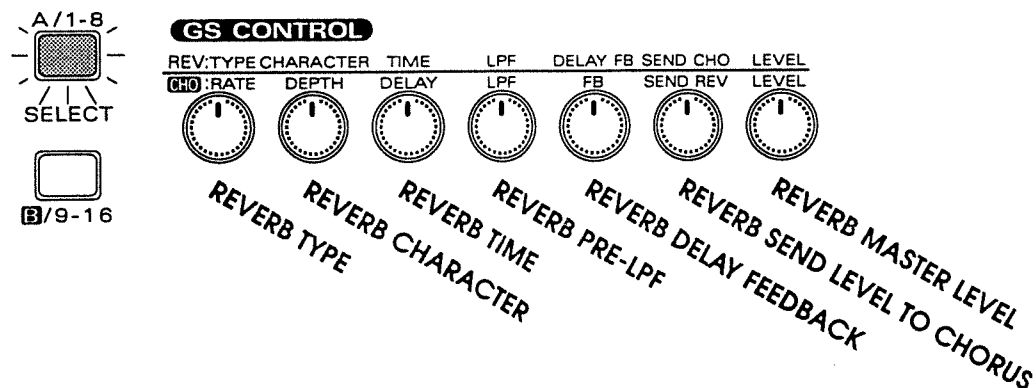 A/1-8
SELECT
B/9-16
GS CONTROL
REV:TYPE CHARACTER TIME LPF DELAY FB SEND CHO LEVEL
CHO:RATE DEPTH DELAY LPF FB SEND REV LEVEL
REVERB TYPE
REVERB CHARACTER
REVERB TIME
REVERB PRE-LPF
REVERB DELAY FEEDBACK
REVERB SEND LEVEL TO CHORUS
REVERB MASTER LEVEL